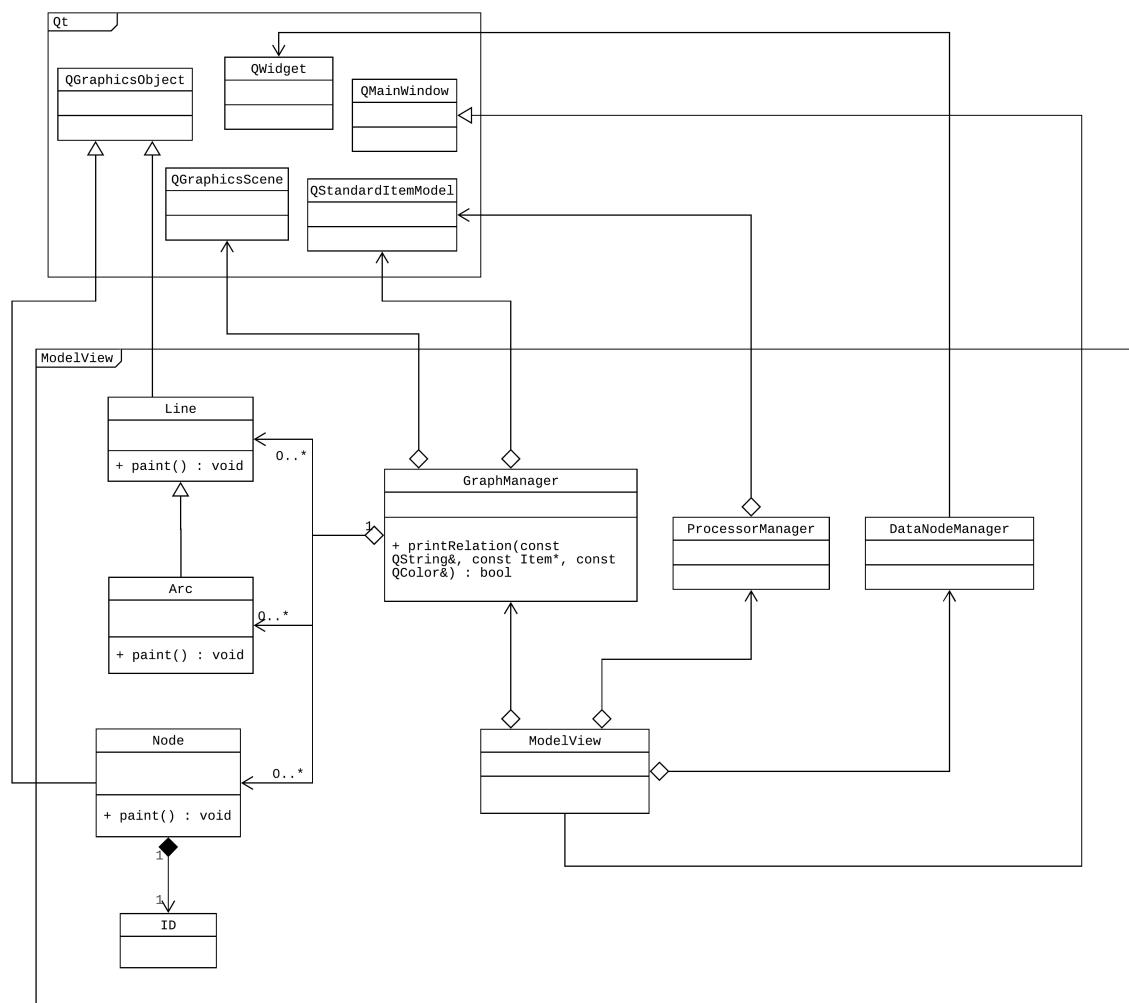 Qt
QWidget
QGraphicsObject
QMainWindow
QGraphicsScene
QStandardItemModel
ModelView
Line
+ paint() : void
0..*
GraphManager
1
+ printRelation(const
QString&, const Item*, const
QColor&) : bool
ProcessorManager
DataNodeManager
Arc
0..*
+ paint() : void
Node
ModelView
0..*
+ paint() : void
1
1
ID